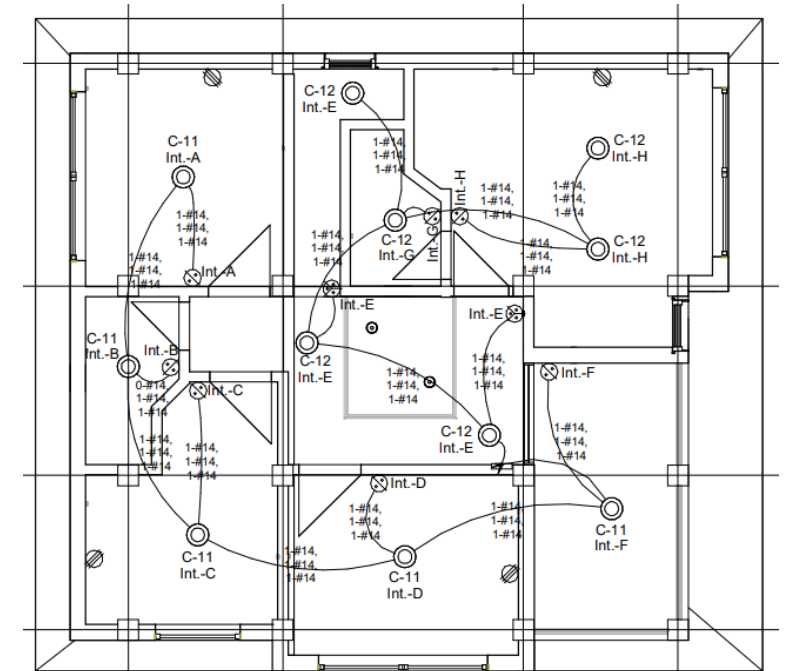 C-12
Int.-E
C-11
Int.-A
1-#14,
1-#14,
1-#14
C-12
Int.-H
1-#14,
1-#14,
1-#14
Int.-H
1-#14,
1-#14,
1-#14
1-#14,
1-#14,
1-#14
1-#14,
1-#14,
1-#14
C-12
Int.-G
Int.-G
1-#14,
1-#14,
1-#14
C-12
Int.-H
1-#14,
1-#14,
1-#14
1-#14,
1-#14,
1-#14
Int.-A
Int.-E
Int.-E
C-11
Int.-B
Int.-B
C-12
Int.-E
1-#14,
1-#14,
1-#14
1-#14,
1-#14,
1-#14
Int.-F
0-#14
1-#14,
1-#14
Int.-C
1-#14,
1-#14,
1-#14
1-#14,
1-#14,
1-#14
C-12
Int.-E
1-#14,
1-#14,
1-#14
Int.-D
1-#14,
1-#14,
1-#14
1-#14,
1-#14,
1-#14
C-11
Int.-F
C-11
Int.-C
1-#14,
1-#14,
1-#14
C-11
Int.-D